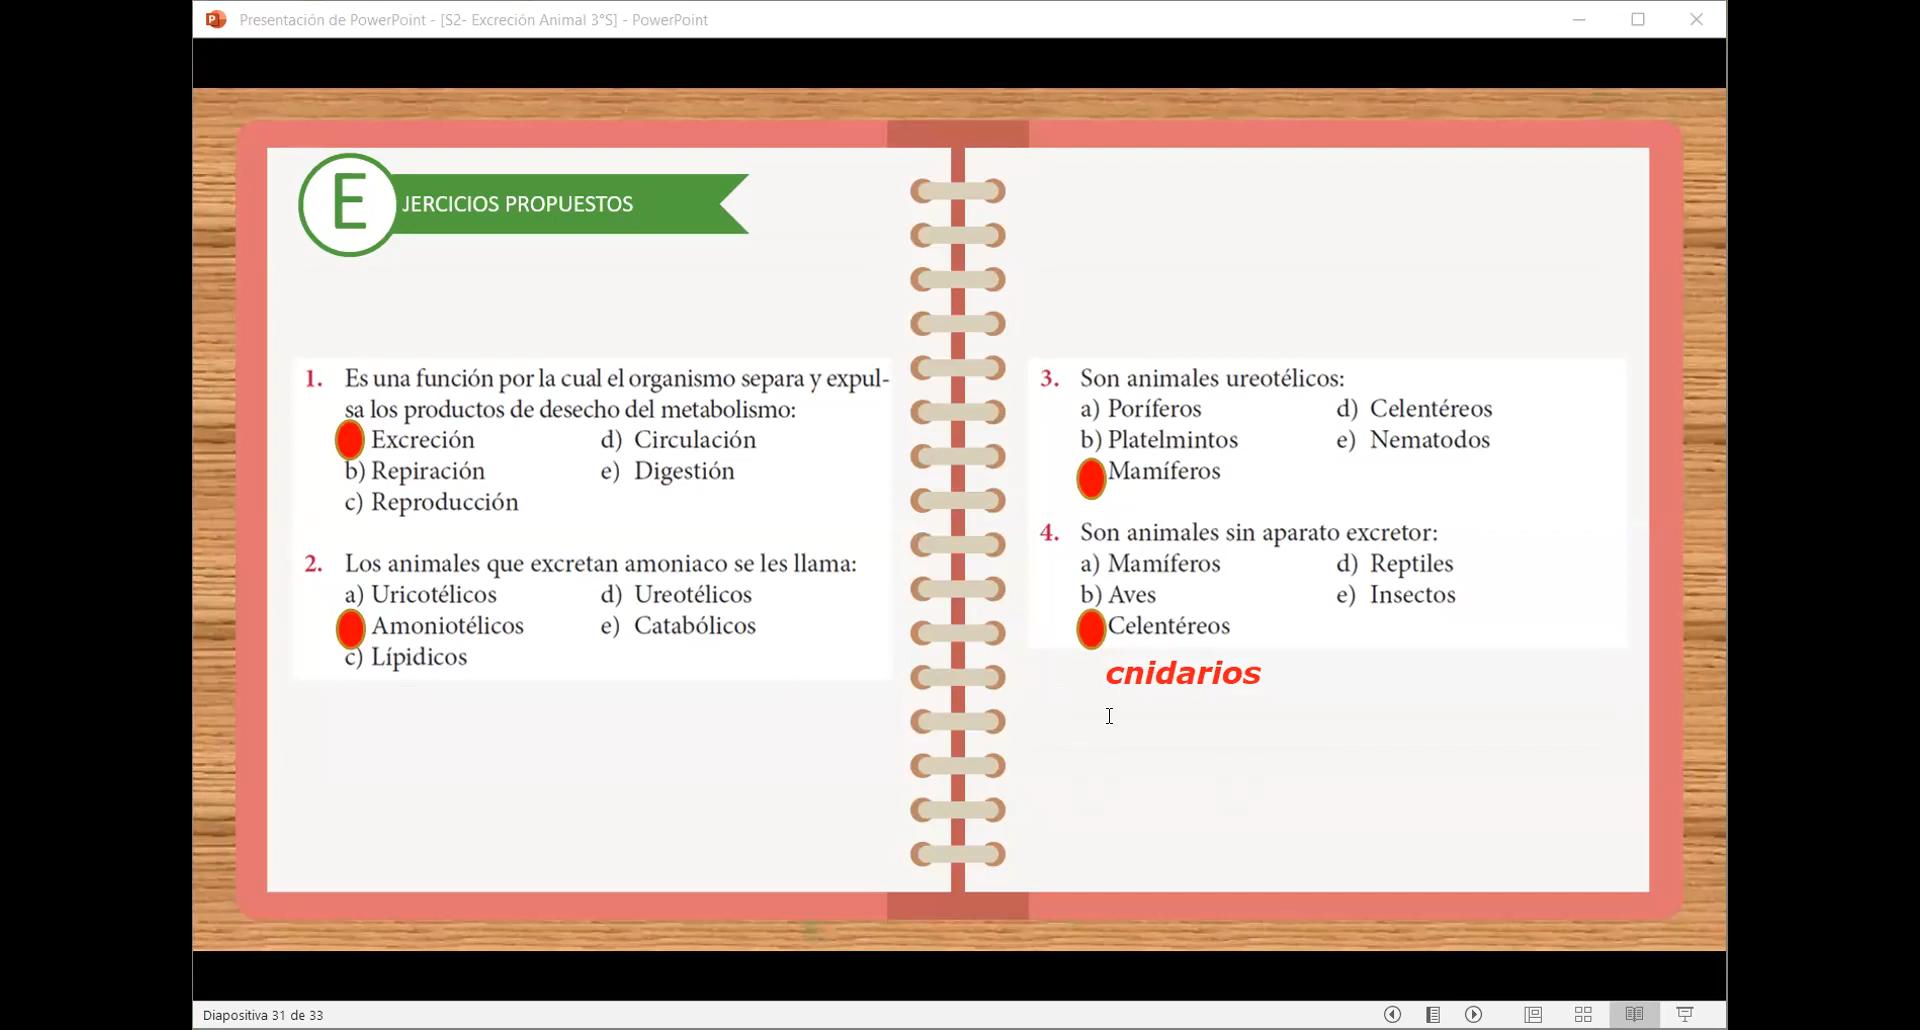 Presentación de PowerPoint - [S2- Excreción Animal 3°S] - PowerPoint
EJERCICIOS PROPUESTOS
1. Es una función por la cual el organismo separa y expul-
sa los productos de desecho del metabolismo:
Excreción d) Circulación
b) Repiración e) Digestión
c) Reproducción
2. Los animales que excretan amoniaco se les llama:
a) Uricotélicos d) Ureotélicos
Amoniotélicos e) Catabólicos
c) Lípidicos
3. Son animales ureotélicos:
a) Poríferos d) Celentéreos
b) Platelmintos e) Nematodos
Mamíferos
4. Son animales sin aparato excretor:
a) Mamíferos d) Reptiles
b) Aves e) Insectos
Celentéreos
cnidarios
Diapositiva 31 de 33